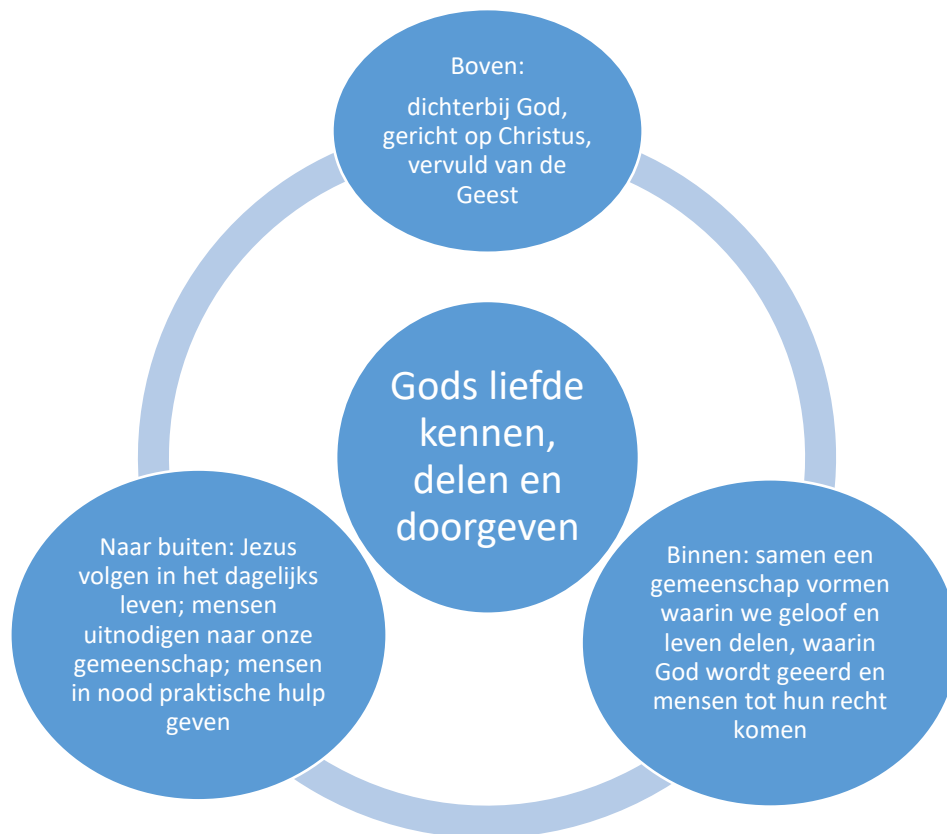 Boven:
dichterbij God,
gericht op Christus,
vervuld van de
Geest
Gods liefde
kennen,
delen en
doorgeven
Naar buiten: Jezus
volgen in het dagelijks
leven; mensen
uitnodigen naar onze
gemeenschap; mensen
in nood praktische hulp
geven
Binnen: samen een
gemeenschap vormen
waarin we geloof en
leven delen, waarin
God wordt geeerd en
mensen tot hun recht
komen